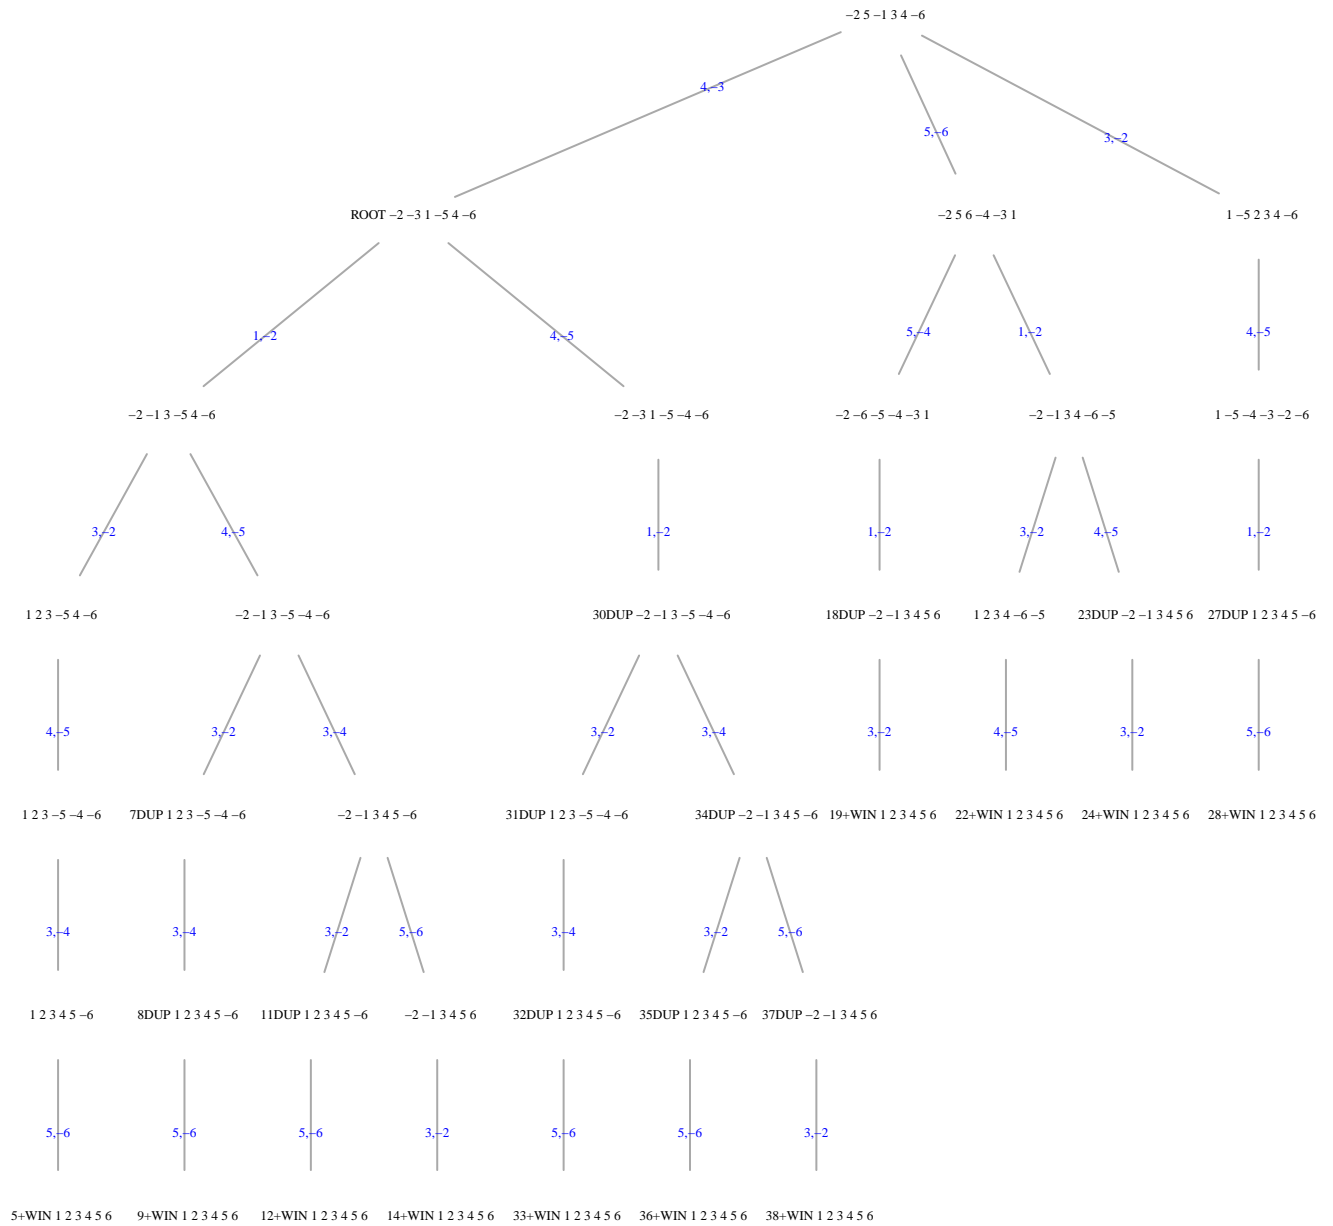 −2 5 −1 3 4 −6
4,−3
5,−6
3,−2
ROOT −2 −3 1 −5 4 −6
−2 5 6 −4 −3 1
1 −5 2 3 4 −6
1,−2
4,−5
5,−4
1,−2
4,−5
−2 −1 3 −5 4 −6
−2 −3 1 −5 −4 −6
−2 −6 −5 −4 −3 1
−2 −1 3 4 −6 −5
1 −5 −4 −3 −2 −6
3,−2
4,−5
1,−2
1,−2
3,−2
4,−5
1,−2
1 2 3 −5 4 −6
−2 −1 3 −5 −4 −6
30DUP −2 −1 3 −5 −4 −6
18DUP −2 −1 3 4 5 6
1 2 3 4 −6 −5
23DUP −2 −1 3 4 5 6
27DUP 1 2 3 4 5 −6
4,−5
3,−2
3,−4
3,−2
3,−4
3,−2
4,−5
3,−2
5,−6
1 2 3 −5 −4 −6
7DUP 1 2 3 −5 −4 −6
−2 −1 3 4 5 −6
31DUP 1 2 3 −5 −4 −6
34DUP −2 −1 3 4 5 −6
19+WIN 1 2 3 4 5 6
22+WIN 1 2 3 4 5 6
24+WIN 1 2 3 4 5 6
28+WIN 1 2 3 4 5 6
3,−4
3,−4
3,−2
5,−6
3,−4
3,−2
5,−6
1 2 3 4 5 −6
8DUP 1 2 3 4 5 −6
11DUP 1 2 3 4 5 −6
−2 −1 3 4 5 6
32DUP 1 2 3 4 5 −6
35DUP 1 2 3 4 5 −6
37DUP −2 −1 3 4 5 6
5,−6
5,−6
5,−6
3,−2
5,−6
5,−6
3,−2
5+WIN 1 2 3 4 5 6
9+WIN 1 2 3 4 5 6
12+WIN 1 2 3 4 5 6
14+WIN 1 2 3 4 5 6
33+WIN 1 2 3 4 5 6
36+WIN 1 2 3 4 5 6
38+WIN 1 2 3 4 5 6